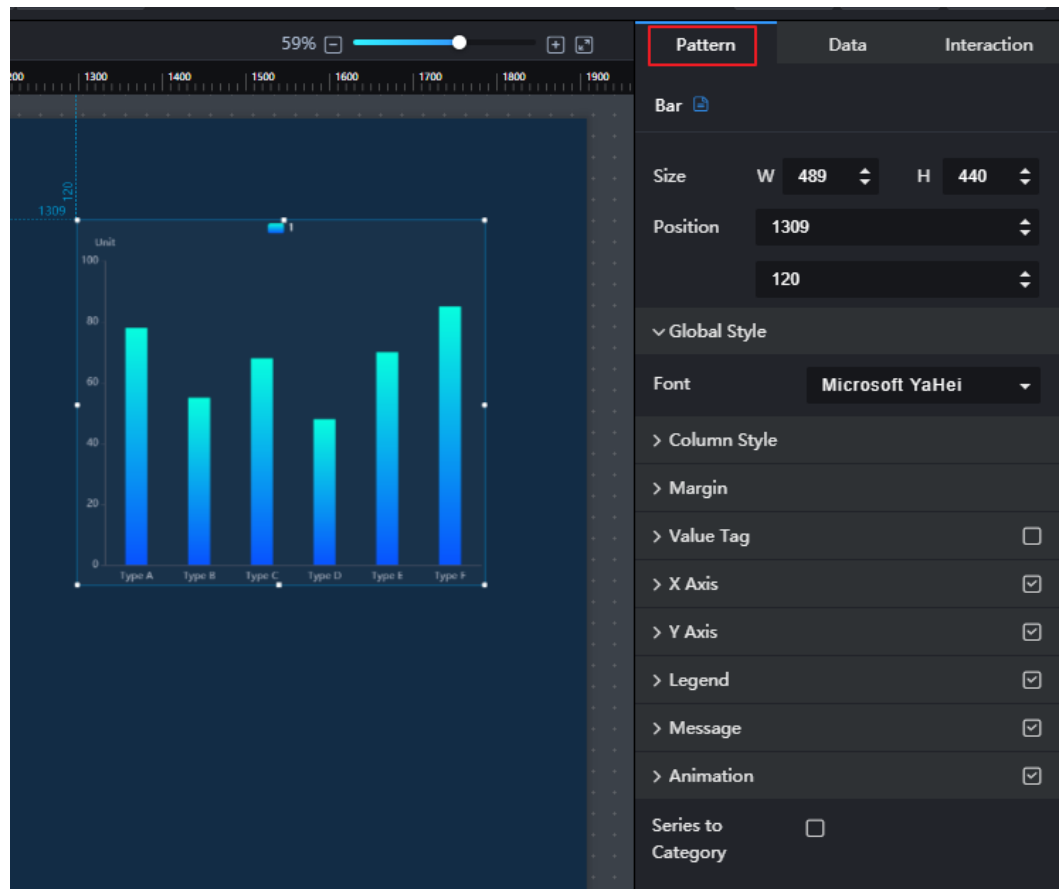 59%
Pattern Data Interaction
200 1300 1400 1500 1600 1700 1800 1900
Bar
Size W 489 H 440
120
1309
Position 1309
120
1
Unit
100
80
60
40
20
0
Type A Type B Type C Type D Type E Type F
Global Style
Font Microsoft YaHei
Column Style
Margin
Value Tag
X Axis
Y Axis
Legend
Message
Animation
Series to
Category